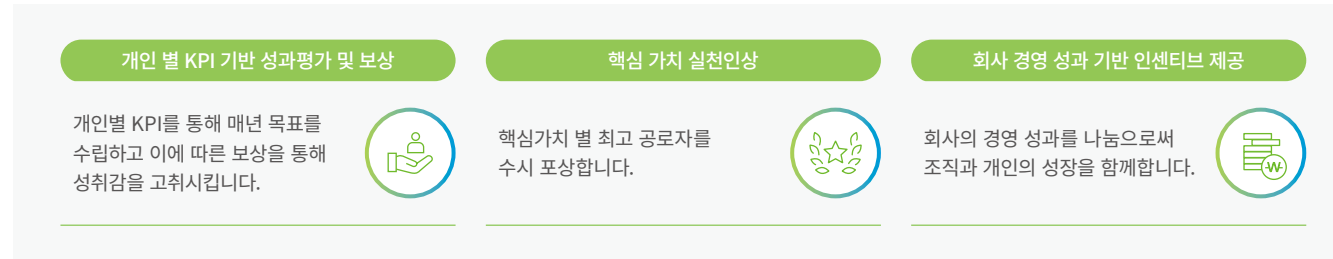 개인 별 KPI 기반 성과평가 및 보상
개인별 KPI를 통해 매년 목표를
수립하고 이에 따른 보상을 통해
성취감을 고취시킵니다.
핵심 가치 실천인상
핵심가치 별 최고 공로자를
수시 포상합니다.
회사 경영 성과 기반 인센티브 제공
회사의 경영 성과를 나눔으로써
조직과 개인의 성장을 함께합니다.
₩